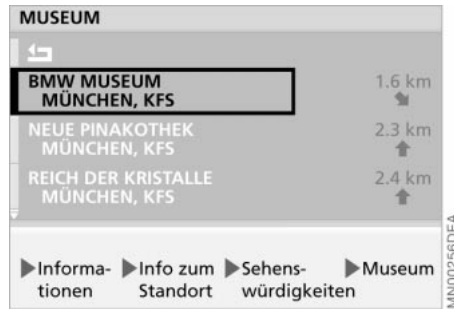 MUSEUM
BMW MUSEUM 1.6 km
MÜNCHEN, KFS
NEUE PINAKOTHEK 2.3 km
MÜNCHEN, KFS
REICH DER KRISTALLE 2.4 km
MÜNCHEN, KFS
Informa- Info zum Sehens- Museum
tionen Standort würdigkeiten
MN00256DEA